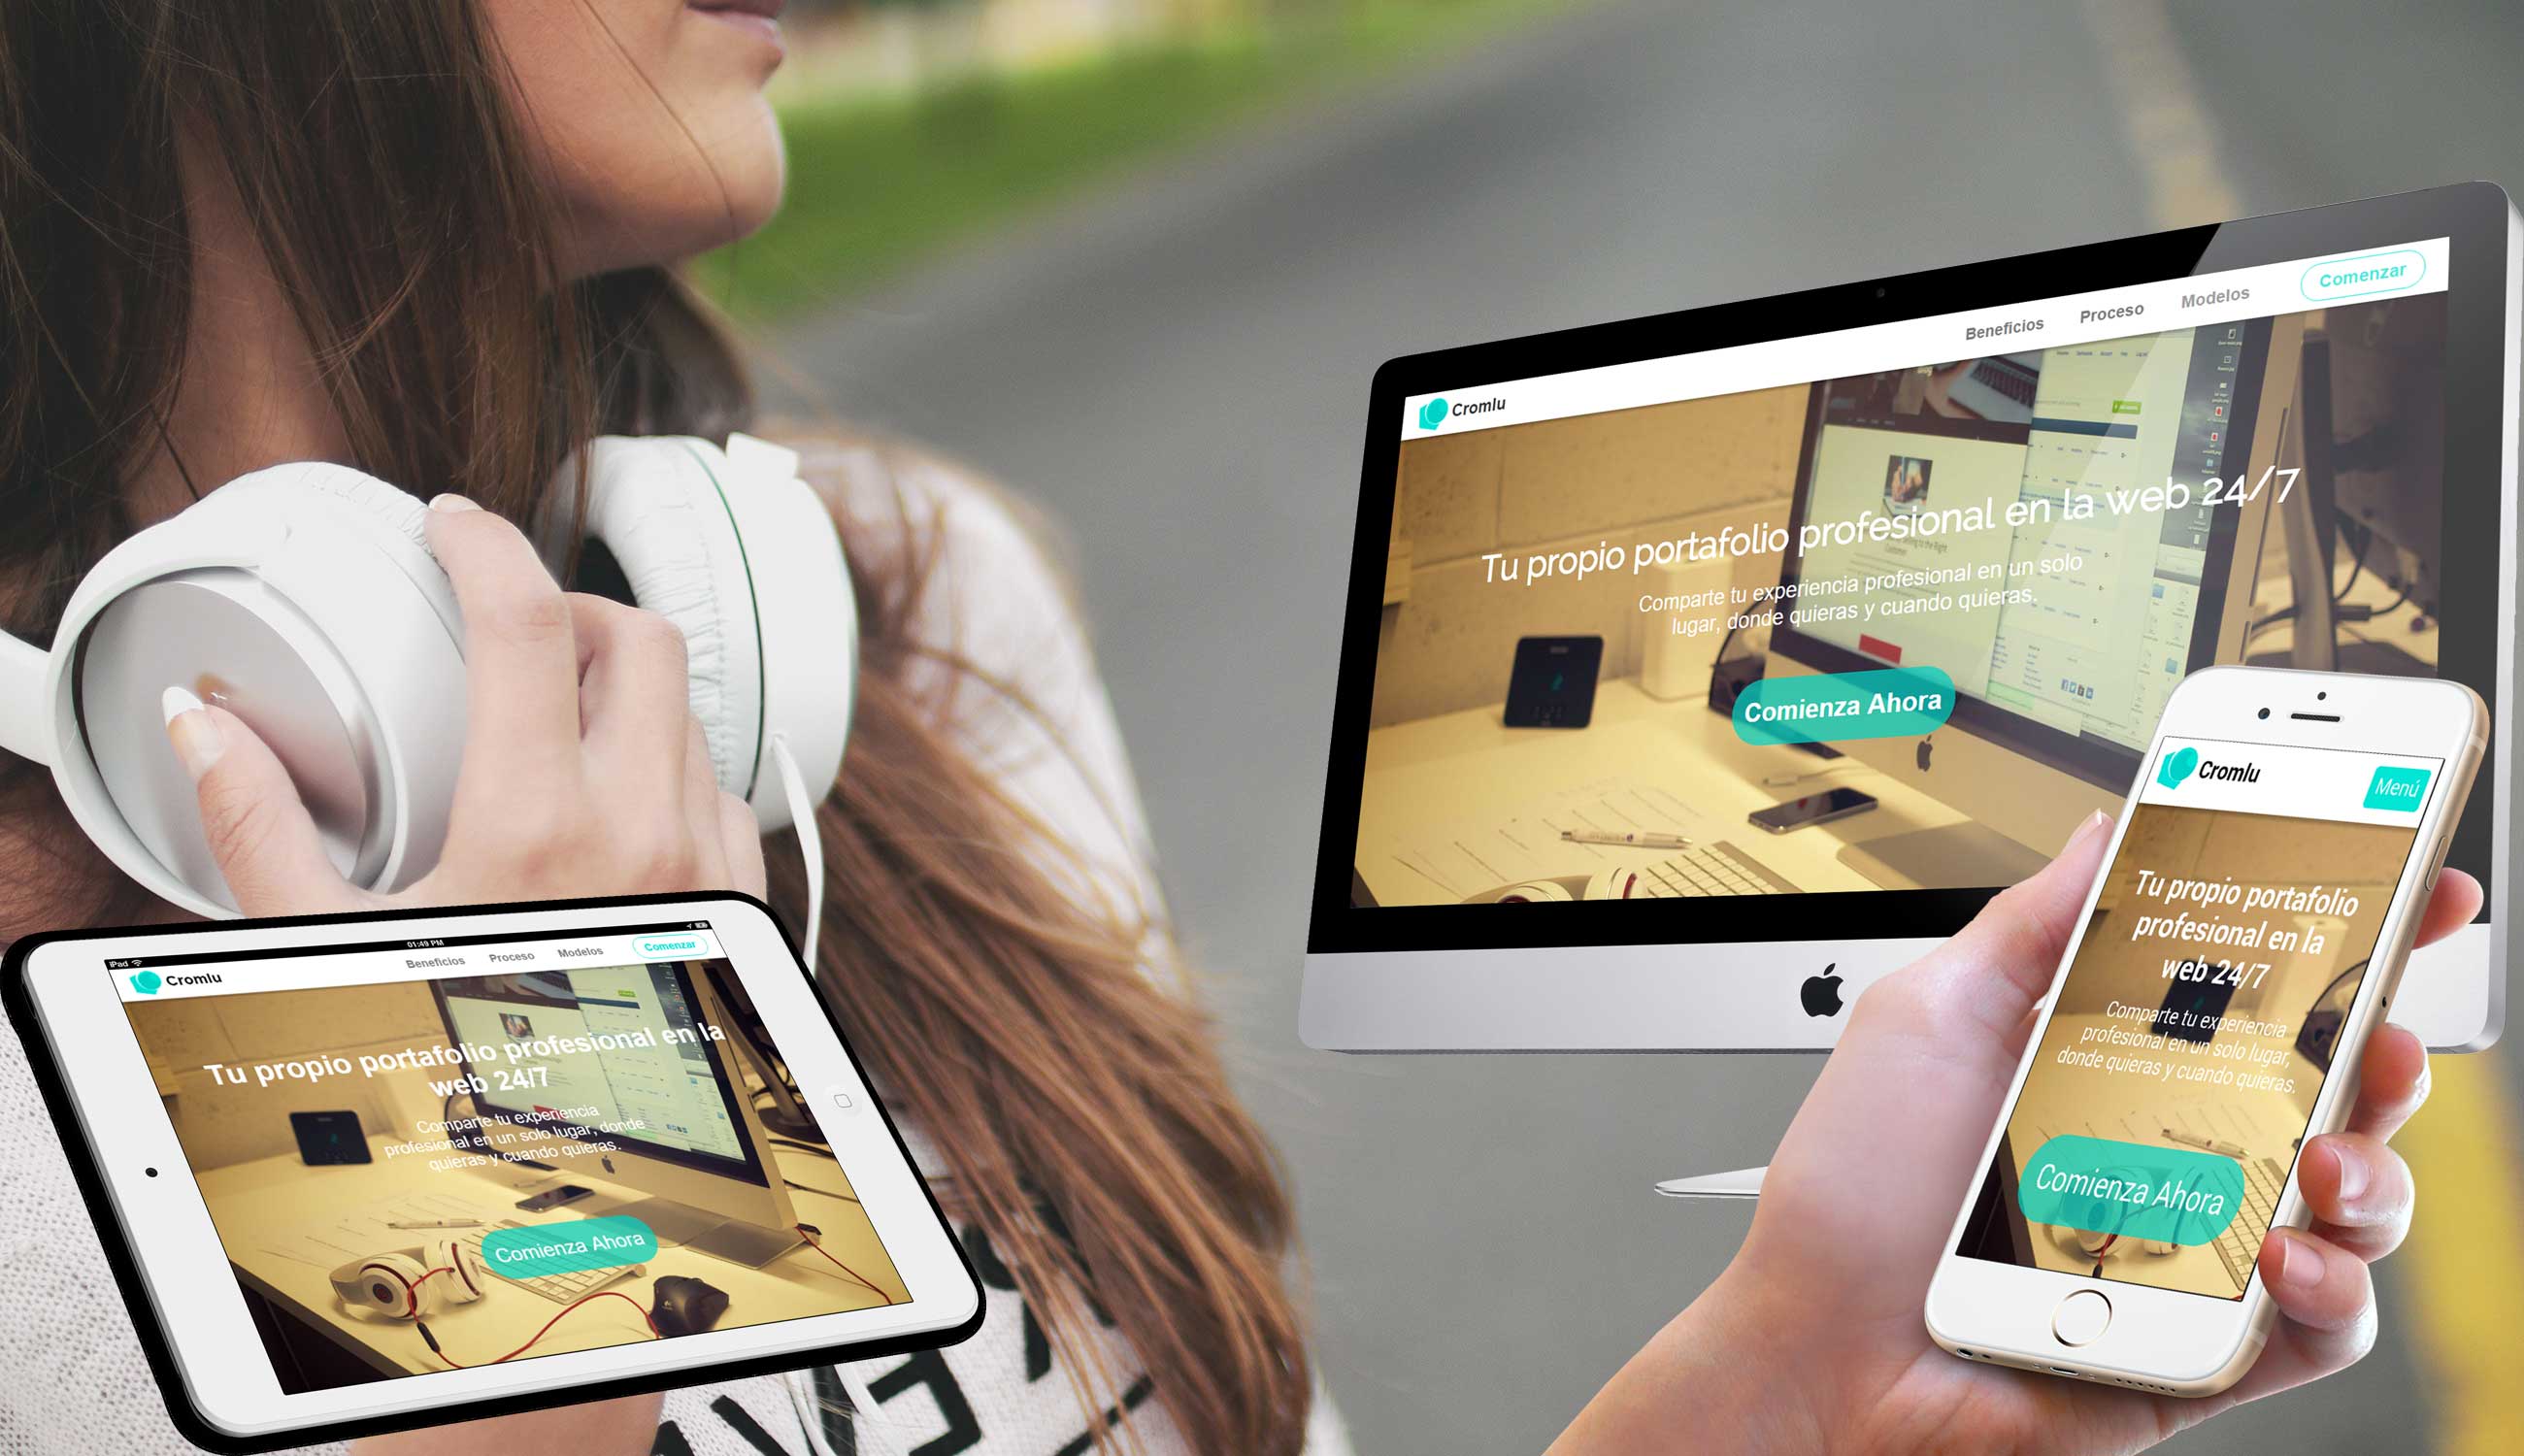 Cromlu
Beneficios
Proceso
Modelos
Comenzar
Tu propio portafolio profesional en la web 24/7
Comparte tu experiencia profesional en un solo
lugar, donde quieras y cuando quieras.
Comienza Ahora
Cromlu
Menú
Tu propio portafolio
profesional en la
web 24/7
Comparte tu experiencia
profesional en un solo lugar,
donde quieras y cuando quieras.
Comienza Ahora
iPad
01:49 PM
Cromlu
Beneficios
Proceso
Modelos
Comenzar
Tu propio portafolio profesional en la
web 24/7
Comparte tu experiencia
profesional en un solo lugar, donde
quieras y cuando quieras.
Comienza Ahora